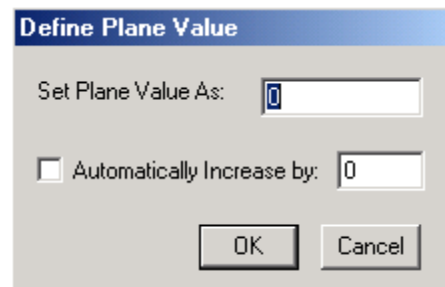 Define Plane Value
Set Plane Value As: 0
Automatically Increase by: 0
OK Cancel